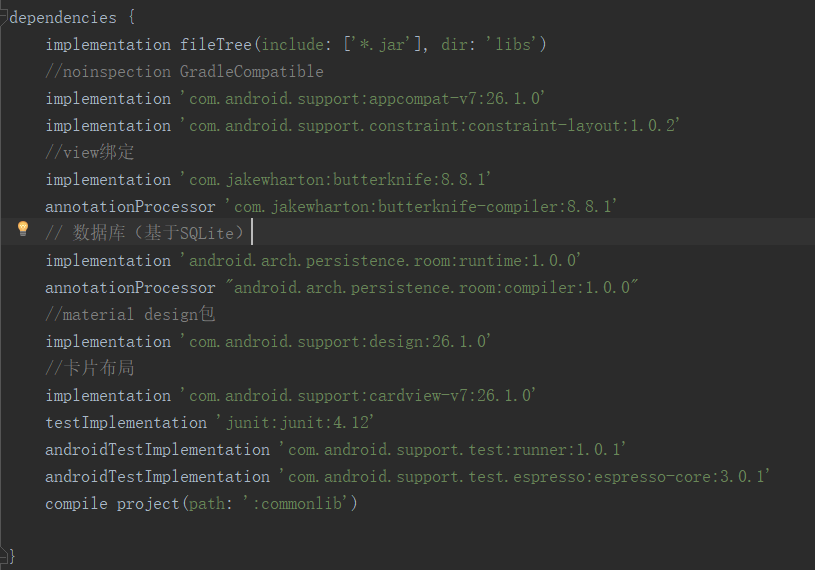 dependencies {
    implementation fileTree(include: ['*.jar'], dir: 'libs')
    //noinspection GradleCompatible
    implementation 'com.android.support:appcompat-v7:26.1.0'
    implementation 'com.android.support.constraint:constraint-layout:1.0.2'
    //view绑定
    implementation 'com.jakewharton:butterknife:8.8.1'
    annotationProcessor 'com.jakewharton:butterknife-compiler:8.8.1'
    // 数据库（基于SQLite）
    implementation 'android.arch.persistence.room:runtime:1.0.0'
    annotationProcessor "android.arch.persistence.room:compiler:1.0.0"
    //material design包
    implementation 'com.android.support:design:26.1.0'
    //卡片布局
    implementation 'com.android.support:cardview-v7:26.1.0'
    testImplementation 'junit:junit:4.12'
    androidTestImplementation 'com.android.support.test:runner:1.0.1'
    androidTestImplementation 'com.android.support.test.espresso:espresso-core:3.0.1'
    compile project(path: ':commonlib')
}